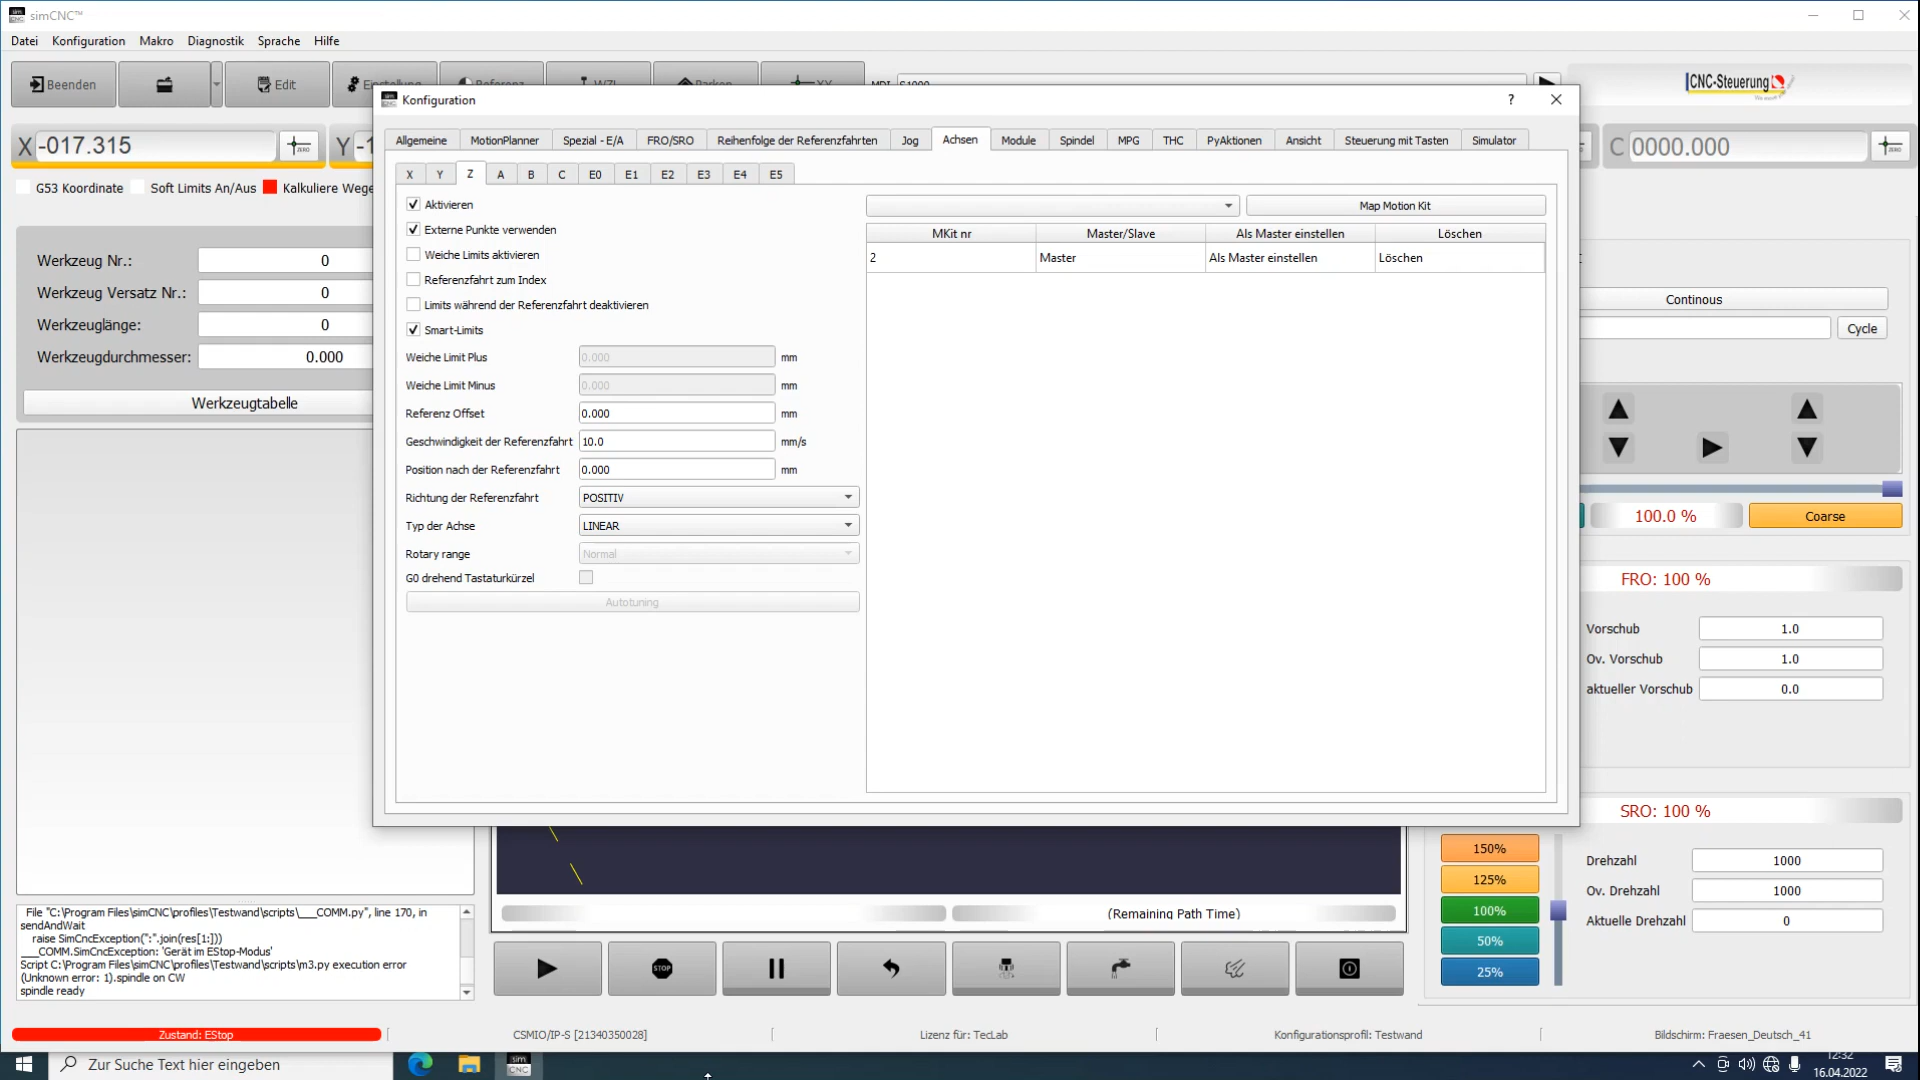 simCNC™
Datei Konfiguration Makro Diagnostik Sprache Hilfe
Beenden Edit
MDI
CNC-Steuerung
Konfiguration
X -017.315 ZERO Y
C 0000.000 ZERO
G53 Koordinate Soft Limits An/Aus Kalkuliere Wege
Allgemeine MotionPlanner Spezial - E/A FRO/SRO Reihenfolge der Referenzfahrten Jog Achsen Module Spindel MPG THC PyAktionen Ansicht Steuerung mit Tasten Simulator
X Y Z A B C E0 E1 E2 E3 E4 E5
Aktivieren
Externe Punkte verwenden
Weiche Limits aktivieren
Referenzfahrt zum Index
Limits während der Referenzfahrt deaktivieren
Smart-Limits
Weiche Limit Plus 0.000 mm
Weiche Limit Minus 0.000 mm
Referenz Offset 0.000 mm
Geschwindigkeit der Referenzfahrt 10.0 mm/s
Position nach der Referenzfahrt 0.000 mm
Richtung der Referenzfahrt POSITIV
Typ der Achse LINEAR
Rotary range Normal
G0 drehend Tastaturkürzel
Autotuning
Map Motion Kit
MKit nr Master/Slave Als Master einstellen Löschen
2 Master Als Master einstellen Löschen
Werkzeug Nr.: 0
Werkzeug Versatz Nr.: 0
Werkzeuglänge: 0
Werkzeugdurchmesser: 0.000
Werkzeugtabelle
Continous
Cycle
100.0 % Coarse
FRO: 100 %
Vorschub 1.0
Ov. Vorschub 1.0
aktueller Vorschub 0.0
SRO: 100 %
150%
125%
100%
50%
25%
Drehzahl 1000
Ov. Drehzahl 1000
Aktuelle Drehzahl 0
(Remaining Path Time)
STOP
File "C:\Program Files\simCNC\profiles\Testwand\scripts\___COMM.py", line 170, in
sendAndWait
raise SimCncException(":".join(res[1:]))
___COMM.SimCncException: 'Gerät im EStop-Modus'
Script C:\Program Files\simCNC\profiles\Testwand\scripts\m3.py execution error
(Unknown error: 1).spindle on CW
spindle ready
Zustand: EStop CSMIO/IP-S [21340350028] Lizenz für: TecLab Konfigurationsprofil: Testwand Bildschirm: Fraesen_Deutsch_41
Zur Suche Text hier eingeben
sim CNC
12:32
16.04.2022